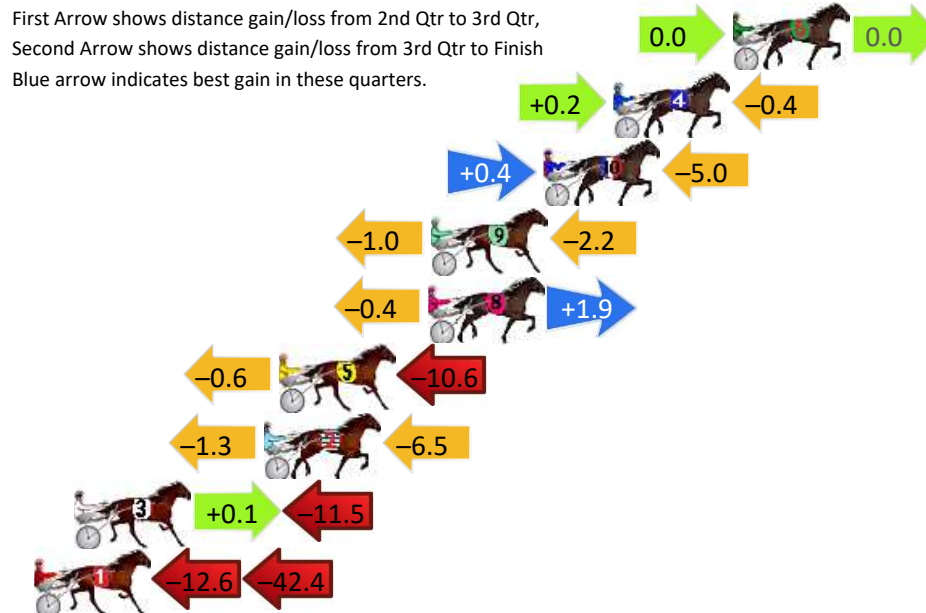 First Arrow shows distance gain/loss from 2nd Qtr to 3rd Qtr,
Second Arrow shows distance gain/loss from 3rd Qtr to Finish
Blue arrow indicates best gain in these quarters.
0.0 0.0
+0.2 4 –0.4
+0.4 10 –5.0
–1.0 9 –2.2
–0.4 8 +1.9
–0.6 5 –10.6
–1.3 –6.5
3 +0.1 –11.5
1 –12.6 –42.4